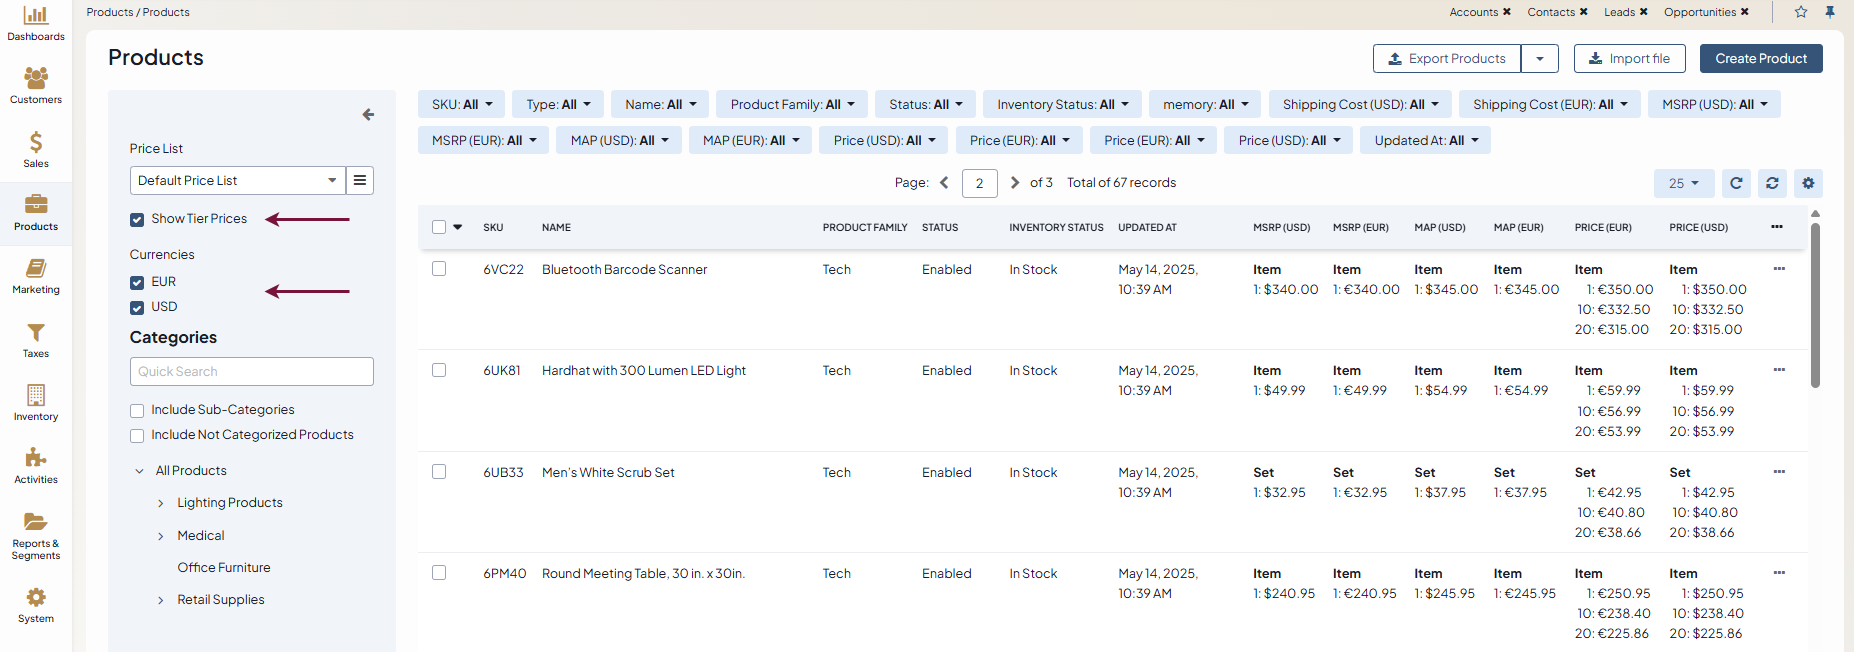 Dashboards
Customers
Sales
Products
Marketing
Taxes
Inventory
Activities
Reports &
Segments
System
Products / Products
Accounts ✖ Contacts ✖ Leads ✖ Opportunities ✖
Products
Export Products
Import file
Create Product
Price List
Default Price List
Show Tier Prices
Currencies
EUR
USD
Categories
Quick Search
Include Sub-Categories
Include Not Categorized Products
All Products
Lighting Products
Medical
Office Furniture
Retail Supplies
SKU: All Type: All Name: All Product Family: All Status: All Inventory Status: All memory: All Shipping Cost (USD): All Shipping Cost (EUR): All MSRP (USD): All
MSRP (EUR): All MAP (USD): All MAP (EUR): All Price (USD): All Price (EUR): All Price (EUR): All Price (USD): All Updated At: All
Page: 2 of 3 Total of 67 records
25
SKU NAME PRODUCT FAMILY STATUS INVENTORY STATUS UPDATED AT MSRP (USD) MSRP (EUR) MAP (USD) MAP (EUR) PRICE (EUR) PRICE (USD)
6VC22 Bluetooth Barcode Scanner Tech Enabled In Stock May 14, 2025, Item Item Item Item Item Item
10:39 AM 1: $340.00 1: €340.00 1: $345.00 1: €345.00 1: €350.00 1: $350.00
10: €332.50 10: $332.50
20: €315.00 20: $315.00
6UK81 Hardhat with 300 Lumen LED Light Tech Enabled In Stock May 14, 2025, Item Item Item Item Item Item
10:39 AM 1: $49.99 1: €49.99 1: $54.99 1: €54.99 1: €59.99 1: $59.99
10: €56.99 10: $56.99
20: €53.99 20: $53.99
6UB33 Men's White Scrub Set Tech Enabled In Stock May 14, 2025, Set Set Set Set Set Set
10:39 AM 1: $32.95 1: €32.95 1: $37.95 1: €37.95 1: €42.95 1: $42.95
10: €40.80 10: $40.80
20: €38.66 20: $38.66
6PM40 Round Meeting Table, 30 in. x 30in. Tech Enabled In Stock May 14, 2025, Item Item Item Item Item Item
10:39 AM 1: $240.95 1: €240.95 1: $245.95 1: €245.95 1: €250.95 1: $250.95
10: €238.40 10: $238.40
20: €225.86 20: $225.86